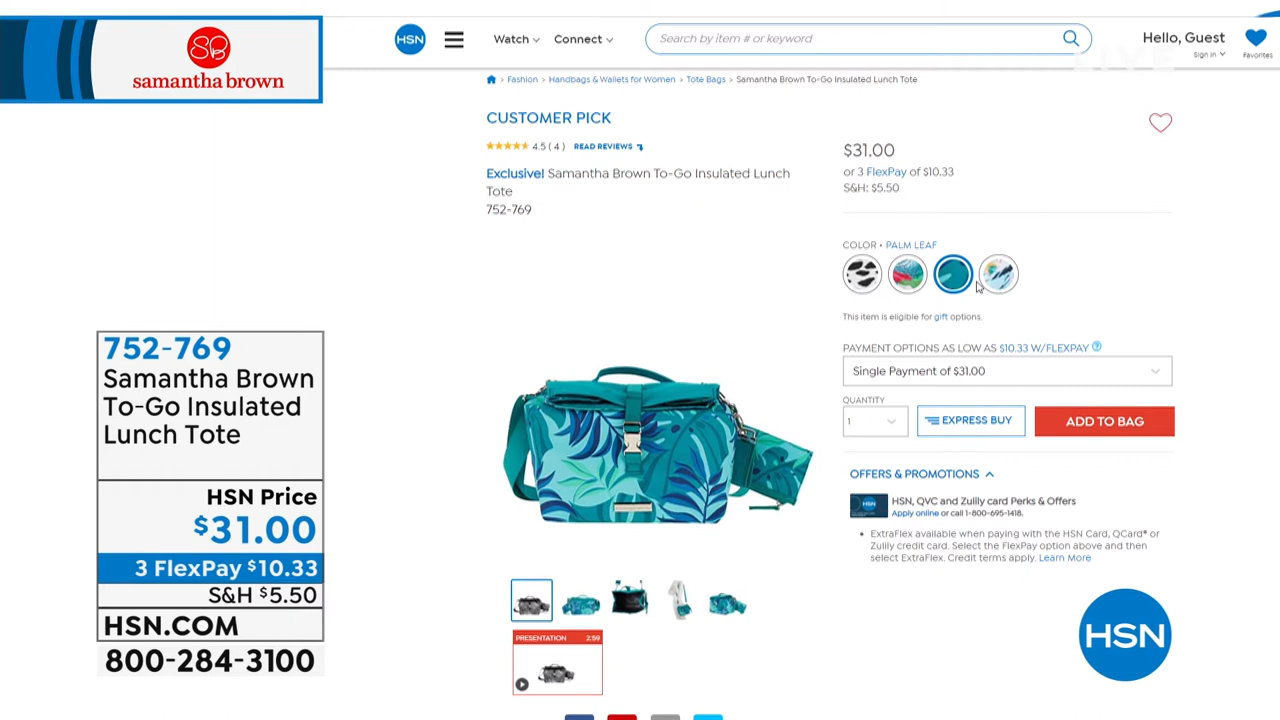 SB
samantha brown
HSN
Watch
Connect
Search by item # or keyword
Hello, Guest
Sign In
Favorites
LIVE
Fashion > Handbags & Wallets for Women > Tote Bags > Samantha Brown To-Go Insulated Lunch Tote
CUSTOMER PICK
4.5 ( 4 ) READ REVIEWS
Exclusive! Samantha Brown To-Go Insulated Lunch
Tote
752-769
$31.00
or 3 FlexPay of $10.33
S&H: $5.50
COLOR • PALM LEAF
This item is eligible for gift options.
PAYMENT OPTIONS AS LOW AS $10.33 W/FLEXPAY ?
Single Payment of $31.00
QUANTITY
1
EXPRESS BUY
ADD TO BAG
OFFERS & PROMOTIONS
HSN, QVC and Zulily card Perks & Offers
Apply online or call 1-800-695-1418.
• ExtraFlex available when paying with the HSN Card, QCard® or
Zulily credit card. Select the FlexPay option above and then
select ExtraFlex. Credit terms apply. Learn More
PRESENTATION 2:59
752-769
Samantha Brown
To-Go Insulated
Lunch Tote
HSN Price
$31.00
3 FlexPay $10.33
S&H $5.50
HSN.COM
800-284-3100
HSN